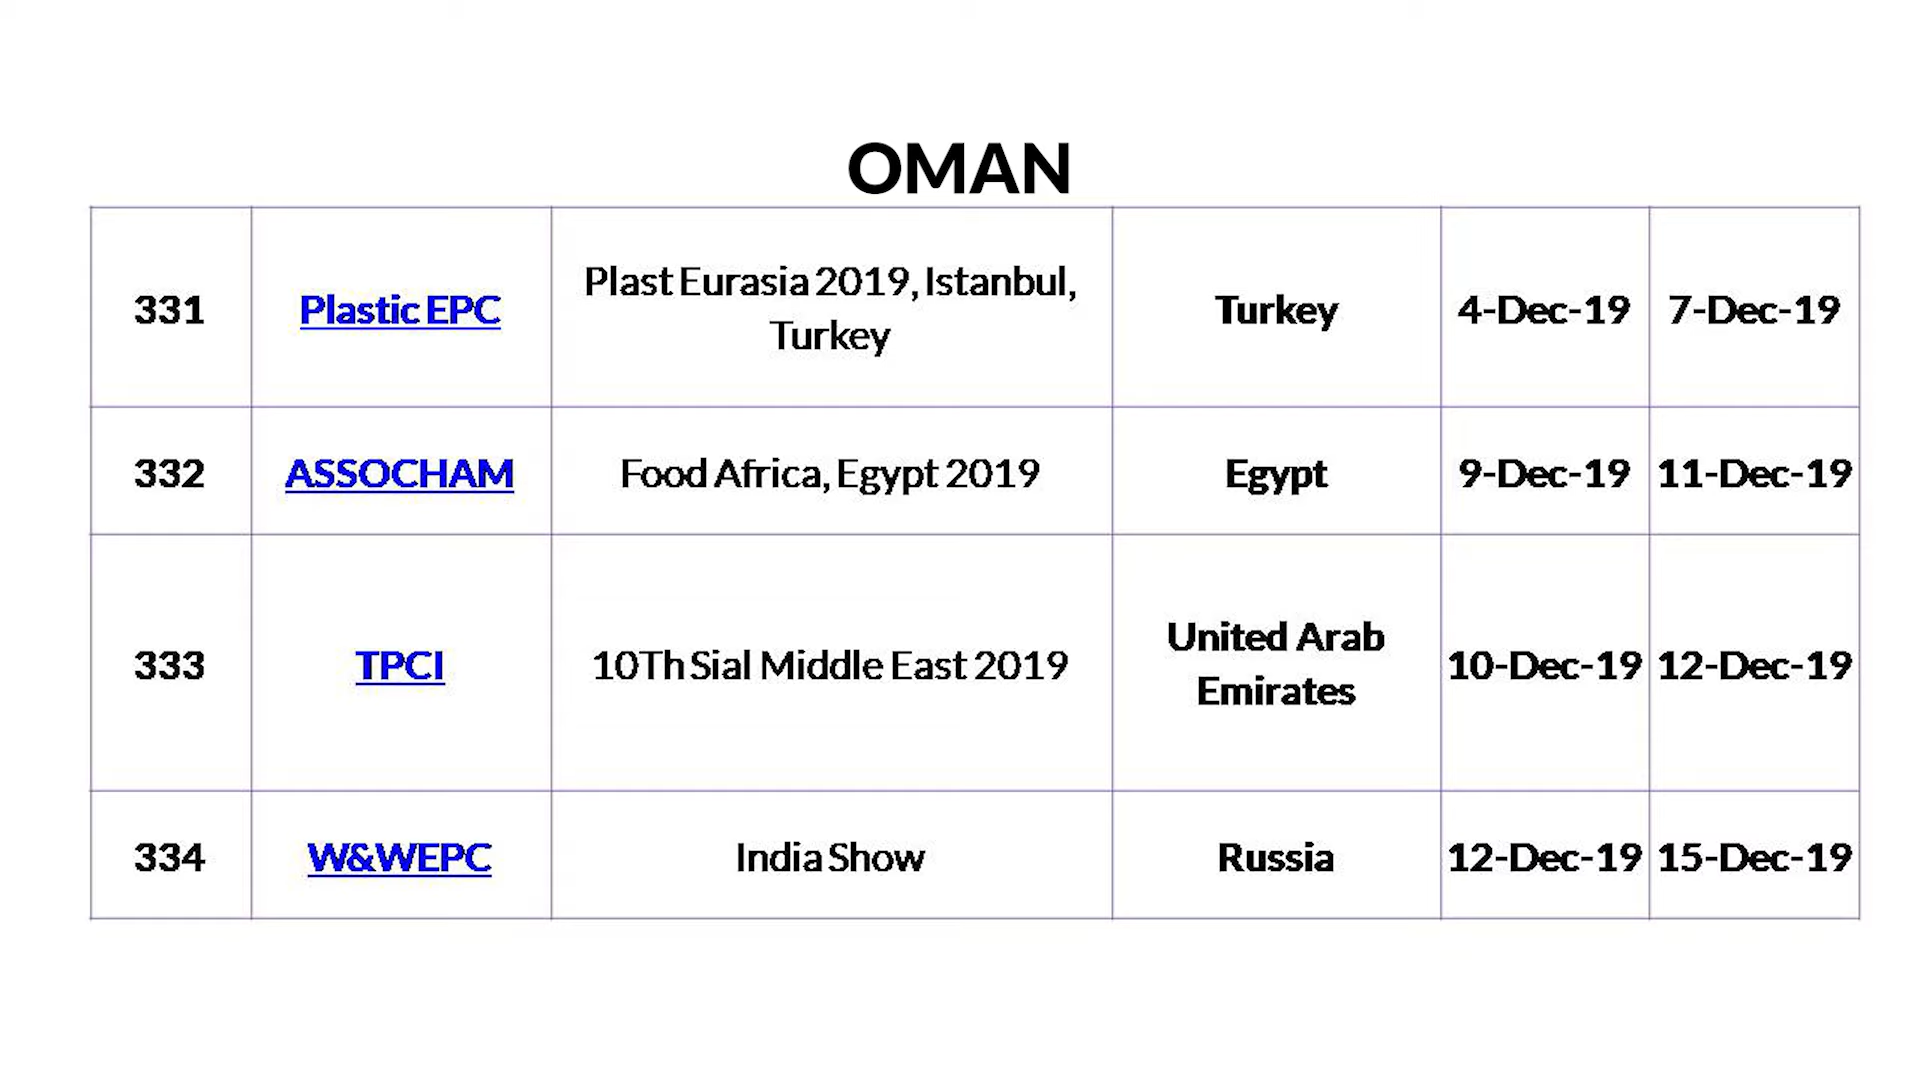 OMAN
331 Plastic EPC Plast Eurasia 2019, Istanbul, Turkey Turkey 4-Dec-19 7-Dec-19
332 ASSOCHAM Food Africa, Egypt 2019 Egypt 9-Dec-19 11-Dec-19
333 TPCI 10Th Sial Middle East 2019 United Arab Emirates 10-Dec-19 12-Dec-19
334 W&WEPC India Show Russia 12-Dec-19 15-Dec-19